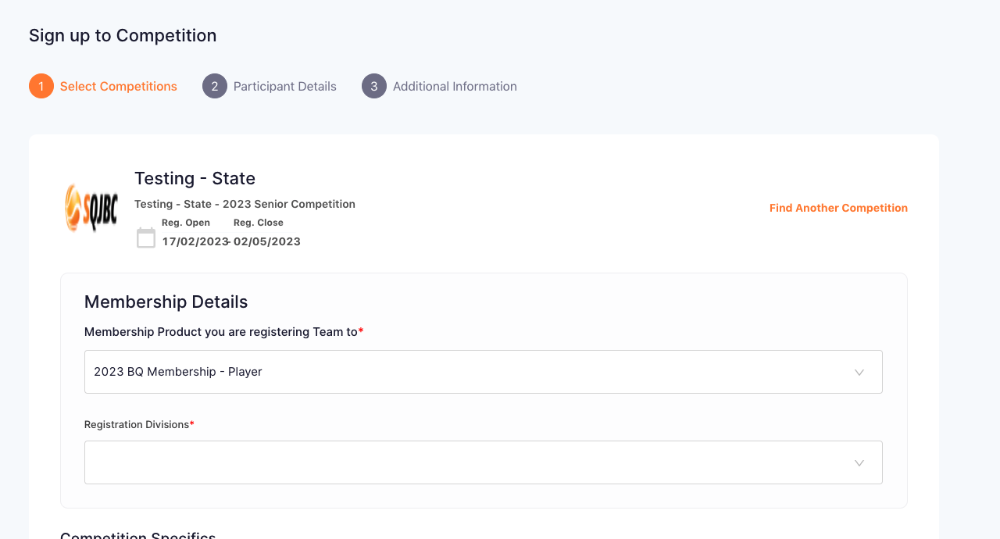 Sign up to Competition
1 Select Competitions 2 Participant Details 3 Additional Information
SQJBC
Testing - State
Testing - State - 2023 Senior Competition
Find Another Competition
Reg. Open Reg. Close
17/02/2023 - 02/05/2023
Membership Details
Membership Product you are registering Team to*
2023 BQ Membership - Player
Registration Divisions*
Competition Specifics